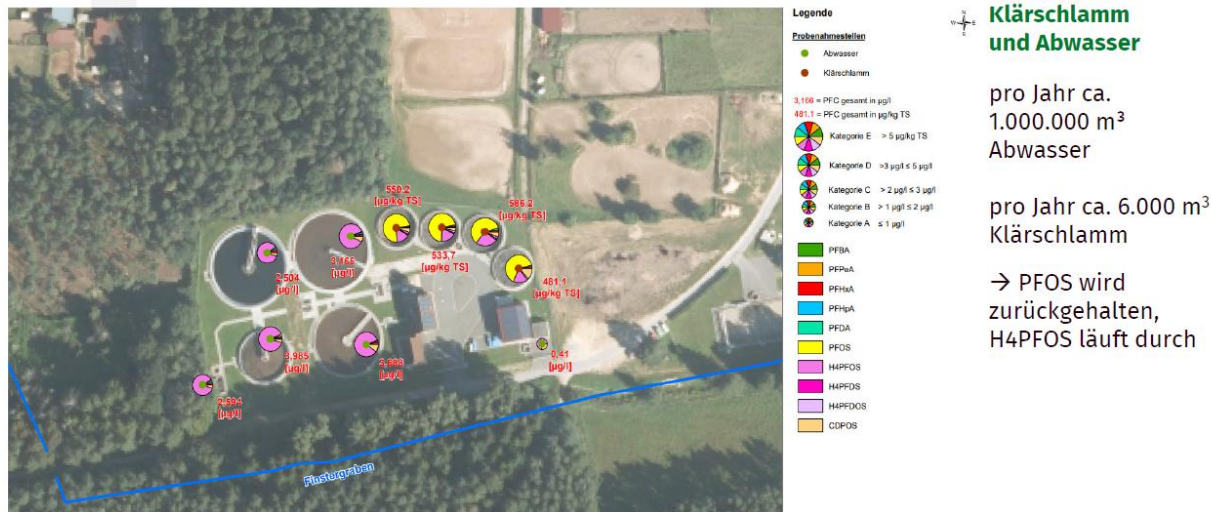 550,2
[µg/kg TS]
586,2
[µg/kg TS]
533,7
[µg/kg TS]
3,166
[µg/l]
2,504
[µg/l]
481,1
[µg/kg TS]
3,985
[µg/l]
[µg/l]
0,41
[µg/l]
2,594
[µg/l]
Finstergraben
Legende
Probenahmestellen
Abwasser
Klärschlamm
3,166 = PFC gesamt in µg/l
481,1 = PFC gesamt in µg/kg TS
Kategorie E > 5 µg/kg TS
Kategorie D >3 µg/l ≤ 5 µg/l
Kategorie C > 2 µg/l ≤ 3 µg/l
Kategorie B > 1 µg/l ≤ 2 µg/l
Kategorie A ≤ 1 µg/l
PFBA
PFPeA
PFHxA
PFHpA
PFDA
PFOS
H4PFOS
H4PFDS
H4PFDOS
CDPOS
N
W E
S
Klärschlamm
und Abwasser
pro Jahr ca.
1.000.000 m³
Abwasser
pro Jahr ca. 6.000 m³
Klärschlamm
→ PFOS wird
zurückgehalten,
H4PFOS läuft durch